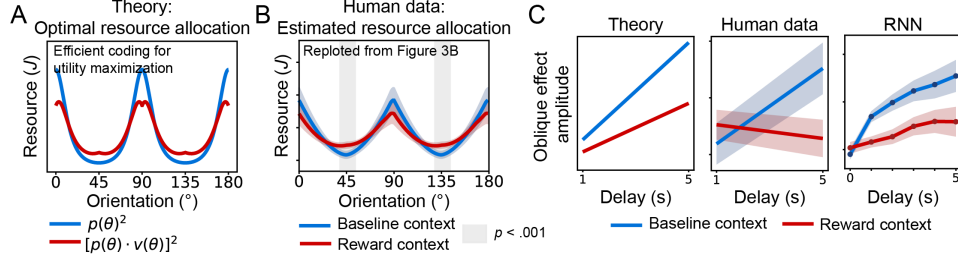 A
Theory:
Optimal resource allocation
Efficient coding for
utility maximization
Resource (J)
0 45 90 135 180
Orientation (°)
p(θ)²
[p(θ) · v(θ)]²
B
Human data:
Estimated resource allocation
Reploted from Figure 3B
Resource (J)
0 45 90 135 180
Orientation (°)
Baseline context
Reward context
p < .001
C
Theory
Human data
RNN
Oblique effect
amplitude
1 5
Delay (s)
1 5
Delay (s)
0 5
Delay (s)
Baseline context
Reward context